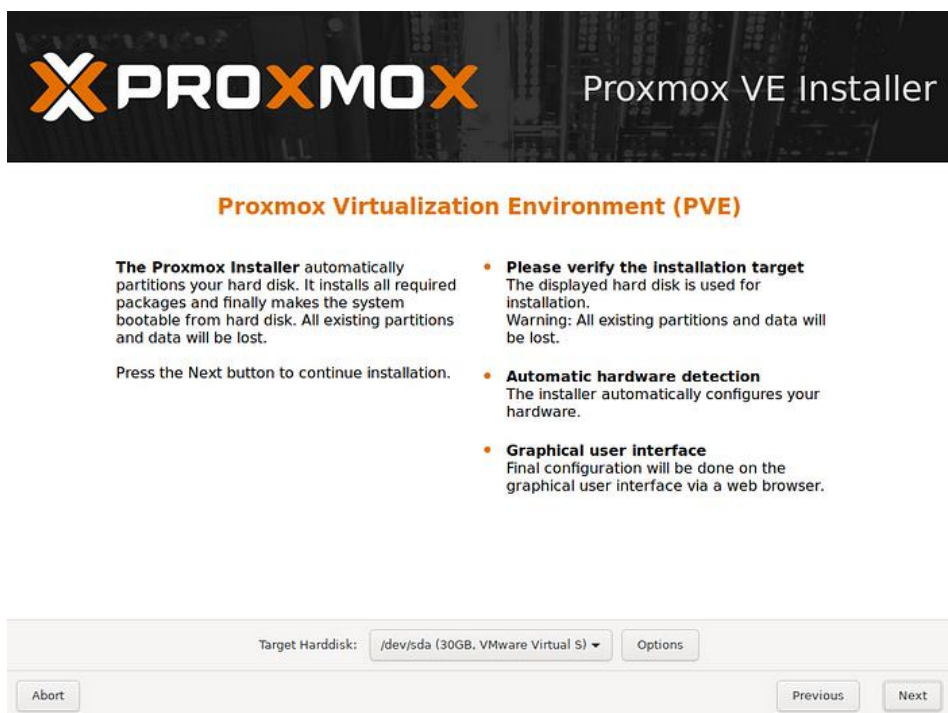 PROXMOX
Proxmox VE Installer
Proxmox Virtualization Environment (PVE)
The Proxmox Installer automatically
partitions your hard disk. It installs all required
packages and finally makes the system
bootable from hard disk. All existing partitions
and data will be lost.
Press the Next button to continue installation.
• Please verify the installation target
The displayed hard disk is used for
installation.
Warning: All existing partitions and data will
be lost.
• Automatic hardware detection
The installer automatically configures your
hardware.
• Graphical user interface
Final configuration will be done on the
graphical user interface via a web browser.
Target Harddisk: /dev/sda (30GB, VMware Virtual S) Options
Abort Previous Next